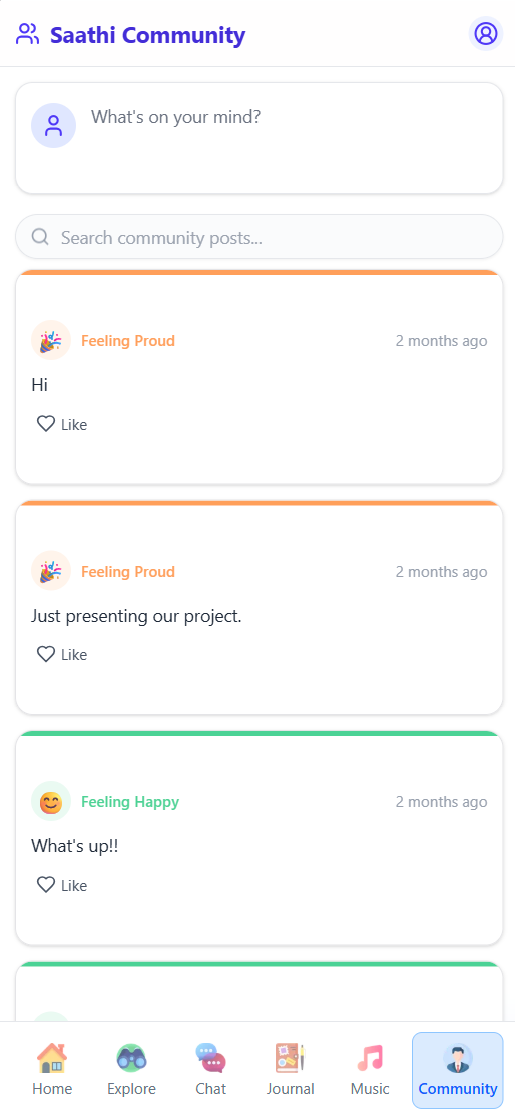 Saathi Community
What's on your mind?
Search community posts...
Feeling Proud 2 months ago
Hi
Like
Feeling Proud 2 months ago
Just presenting our project.
Like
Feeling Happy 2 months ago
What's up!!
Like
Home Explore Chat Journal Music Community